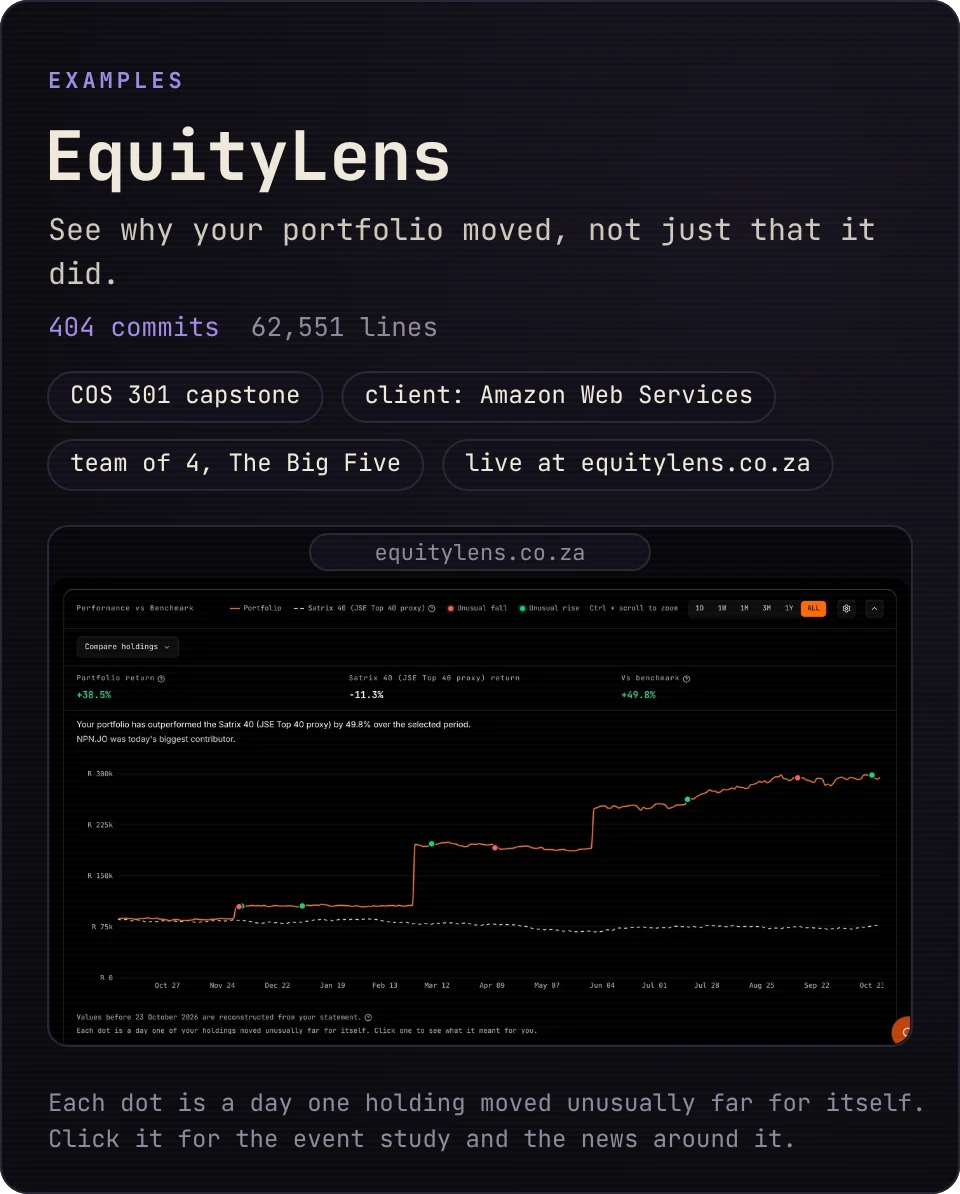 EXAMPLES
EquityLens
See why your portfolio moved, not just that it
did.
404 commits 62,551 lines
COS 301 capstone client: Amazon Web Services
team of 4, The Big Five live at equitylens.co.za
equitylens.co.za
Performance vs Benchmark Portfolio Satrix 40 (JSE Top 40 proxy) ? Unusual fall Unusual rise Ctrl + scroll to zoom 1D 1W 1M 3M 1Y ALL
Compare holdings
Portfolio return ? Satrix 40 (JSE Top 40 proxy) return Vs benchmark ?
+38.5% -11.3% +49.8%
Your portfolio has outperformed the Satrix 40 (JSE Top 40 proxy) by 49.8% over the selected period.
NPN.JO was today's biggest contributor.
R 300k
R 225k
R 150k
R 75k
R 0
Oct 27 Nov 24 Dec 22 Jan 19 Feb 13 Mar 12 Apr 09 May 07 Jun 04 Jul 01 Jul 28 Aug 25 Sep 22 Oct 23
Values before 23 October 2026 are reconstructed from your statement. ?
Each dot is a day one of your holdings moved unusually far for itself. Click one to see what it meant for you.
Each dot is a day one holding moved unusually far for itself.
Click it for the event study and the news around it.